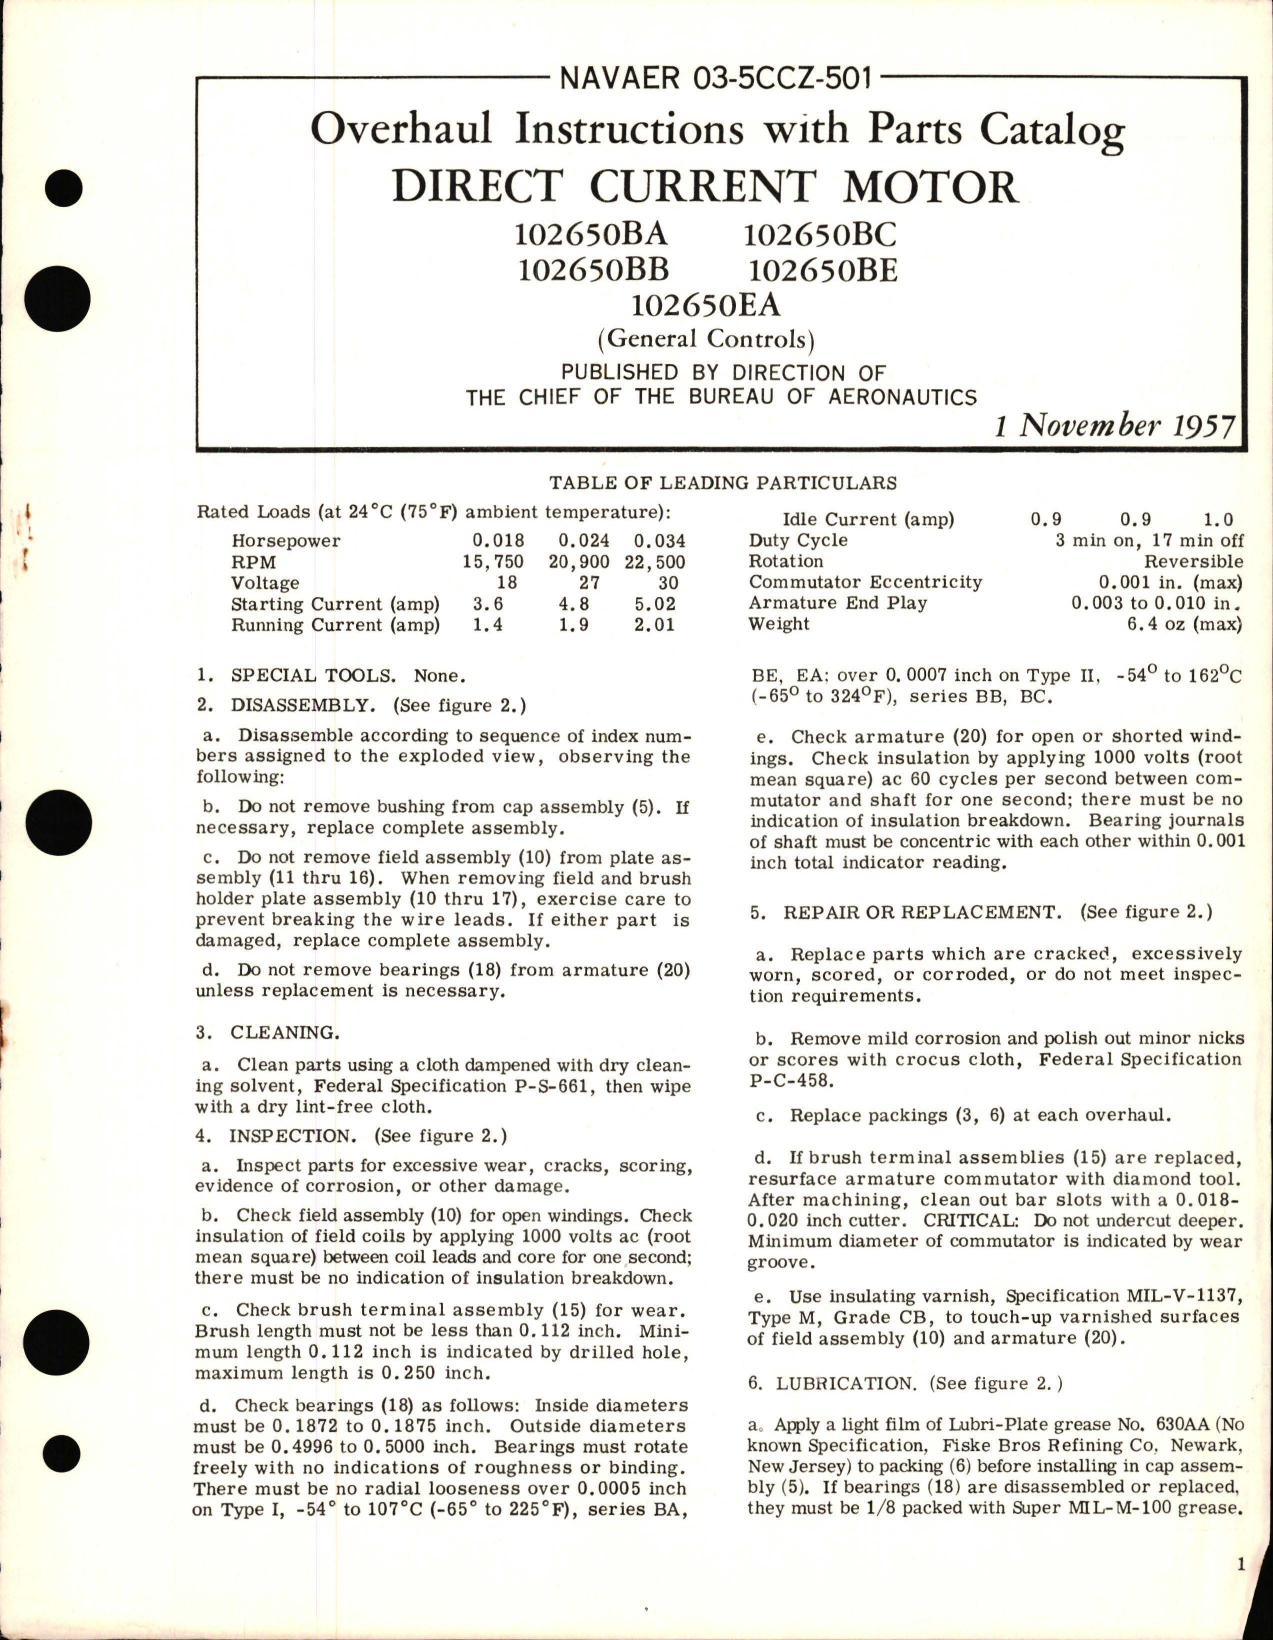 NAVAER 03-5CCZ-501
Overhaul Instructions with Parts Catalog
DIRECT CURRENT MOTOR
102650BA 102650BC
102650BB 102650BE
102650EA
(General Controls)
PUBLISHED BY DIRECTION OF
THE CHIEF OF THE BUREAU OF AERONAUTICS
1 November 1957
TABLE OF LEADING PARTICULARS
Rated Loads (at 24°C (75°F) ambient temperature):
Horsepower 0.018 0.024 0.034
RPM 15,750 20,900 22,500
Voltage 18 27 30
Starting Current (amp) 3.6 4.8 5.02
Running Current (amp) 1.4 1.9 2.01
Idle Current (amp) 0.9 0.9 1.0
Duty Cycle 3 min on, 17 min off
Rotation Reversible
Commutator Eccentricity 0.001 in. (max)
Armature End Play 0.003 to 0.010 in.
Weight 6.4 oz (max)
1. SPECIAL TOOLS. None.
2. DISASSEMBLY. (See figure 2.)
a. Disassemble according to sequence of index num-
bers assigned to the exploded view, observing the
following:
b. Do not remove bushing from cap assembly (5). If
necessary, replace complete assembly.
c. Do not remove field assembly (10) from plate as-
sembly (11 thru 16). When removing field and brush
holder plate assembly (10 thru 17), exercise care to
prevent breaking the wire leads. If either part is
damaged, replace complete assembly.
d. Do not remove bearings (18) from armature (20)
unless replacement is necessary.
3. CLEANING.
a. Clean parts using a cloth dampened with dry clean-
ing solvent, Federal Specification P-S-661, then wipe
with a dry lint-free cloth.
4. INSPECTION. (See figure 2.)
a. Inspect parts for excessive wear, cracks, scoring,
evidence of corrosion, or other damage.
b. Check field assembly (10) for open windings. Check
insulation of field coils by applying 1000 volts ac (root
mean square) between coil leads and core for one second;
there must be no indication of insulation breakdown.
c. Check brush terminal assembly (15) for wear.
Brush length must not be less than 0.112 inch. Mini-
mum length 0.112 inch is indicated by drilled hole,
maximum length is 0.250 inch.
d. Check bearings (18) as follows: Inside diameters
must be 0.1872 to 0.1875 inch. Outside diameters
must be 0.4996 to 0.5000 inch. Bearings must rotate
freely with no indications of roughness or binding.
There must be no radial looseness over 0.0005 inch
on Type I, -54° to 107°C (-65° to 225°F), series BA,
BE, EA; over 0.0007 inch on Type II, -54° to 162°C
(-65° to 324°F), series BB, BC.
e. Check armature (20) for open or shorted wind-
ings. Check insulation by applying 1000 volts (root
mean square) ac 60 cycles per second between com-
mutator and shaft for one second; there must be no
indication of insulation breakdown. Bearing journals
of shaft must be concentric with each other within 0.001
inch total indicator reading.
5. REPAIR OR REPLACEMENT. (See figure 2.)
a. Replace parts which are cracked, excessively
worn, scored, or corroded, or do not meet inspec-
tion requirements.
b. Remove mild corrosion and polish out minor nicks
or scores with crocus cloth, Federal Specification
P-C-458.
c. Replace packings (3, 6) at each overhaul.
d. If brush terminal assemblies (15) are replaced,
resurface armature commutator with diamond tool.
After machining, clean out bar slots with a 0.018-
0.020 inch cutter. CRITICAL: Do not undercut deeper.
Minimum diameter of commutator is indicated by wear
groove.
e. Use insulating varnish, Specification MIL-V-1137,
Type M, Grade CB, to touch-up varnished surfaces
of field assembly (10) and armature (20).
6. LUBRICATION. (See figure 2.)
a. Apply a light film of Lubri-Plate grease No. 630AA (No
known Specification, Fiske Bros Refining Co, Newark,
New Jersey) to packing (6) before installing in cap assem-
bly (5). If bearings (18) are disassembled or replaced,
they must be 1/8 packed with Super MIL-M-100 grease.
1